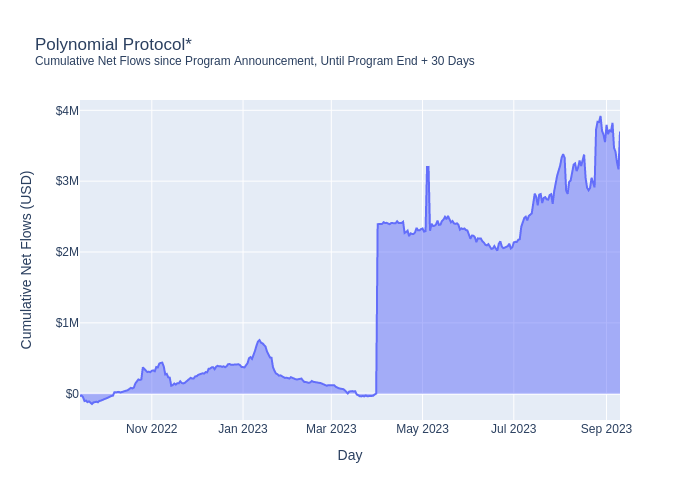 Polynomial Protocol*
Cumulative Net Flows since Program Announcement, Until Program End + 30 Days
Cumulative Net Flows (USD)
$4M
$3M
$2M
$1M
$0
Nov 2022 Jan 2023 Mar 2023 May 2023 Jul 2023 Sep 2023
Day